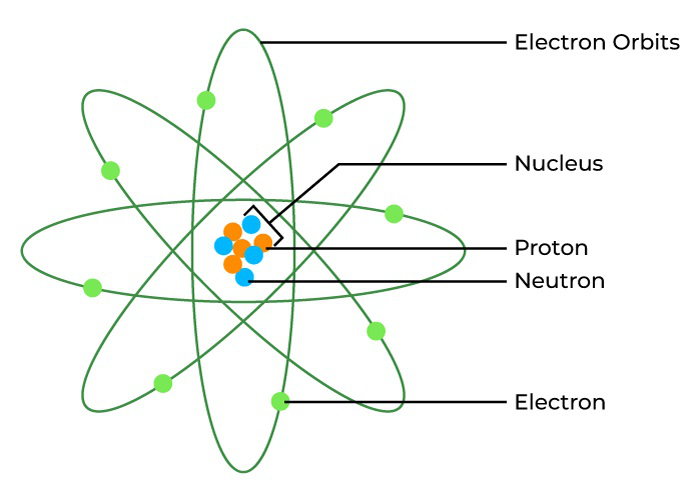 Electron Orbits
Nucleus
Proton
Neutron
Electron